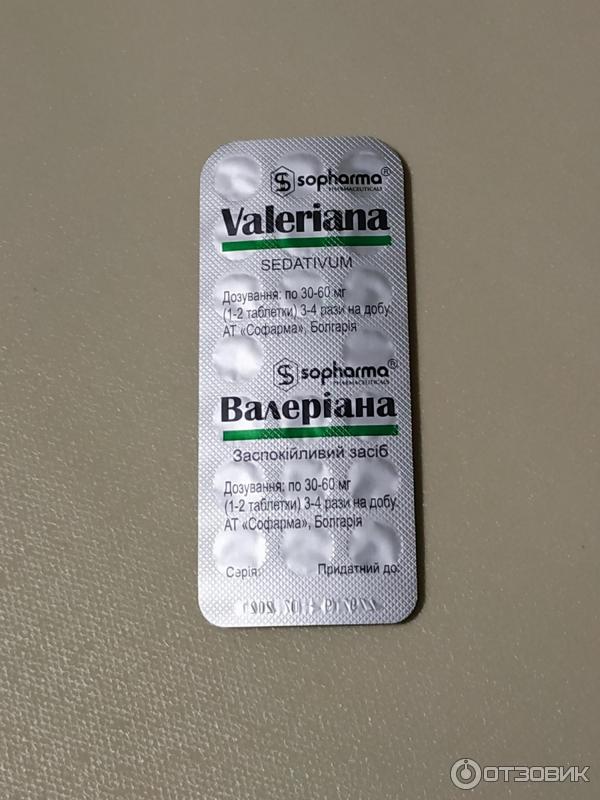 sopharma®
PHARMACEUTICALS
Valeriana
SEDATIVUM
Дозування: по 30-60 мг
(1-2 таблетки) 3-4 рази на добу.
АТ «Софарма», Болгарія
sopharma®
PHARMACEUTICALS
Валеріана
Заспокійливий засіб
Дозування: по 30-60 мг
(1-2 таблетки) 3-4 рази на добу.
АТ «Софарма», Болгарія
Серія: Придатний до:
ОТЗОВИК